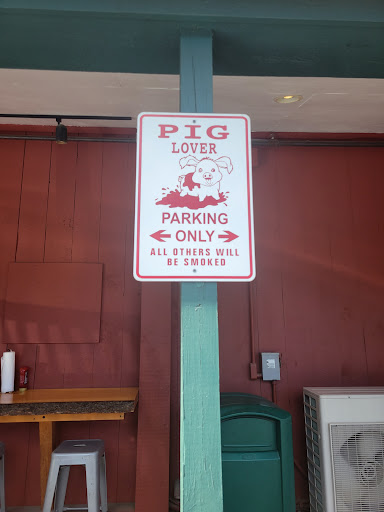 PIG
LOVER
PARKING
ONLY
ALL OTHERS WILL
BE SMOKED